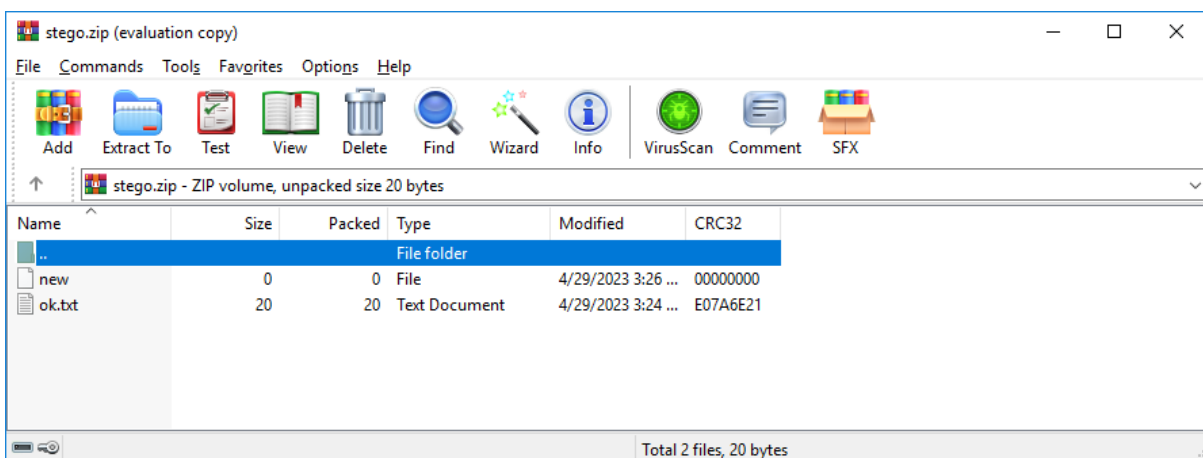 stego.zip (evaluation copy)
File Commands Tools Favorites Options Help
Add Extract To Test View Delete Find Wizard Info VirusScan Comment SFX
stego.zip - ZIP volume, unpacked size 20 bytes
Name Size Packed Type Modified CRC32
.. File folder
new 0 0 File 4/29/2023 3:26 ... 00000000
ok.txt 20 20 Text Document 4/29/2023 3:24 ... E07A6E21
Total 2 files, 20 bytes